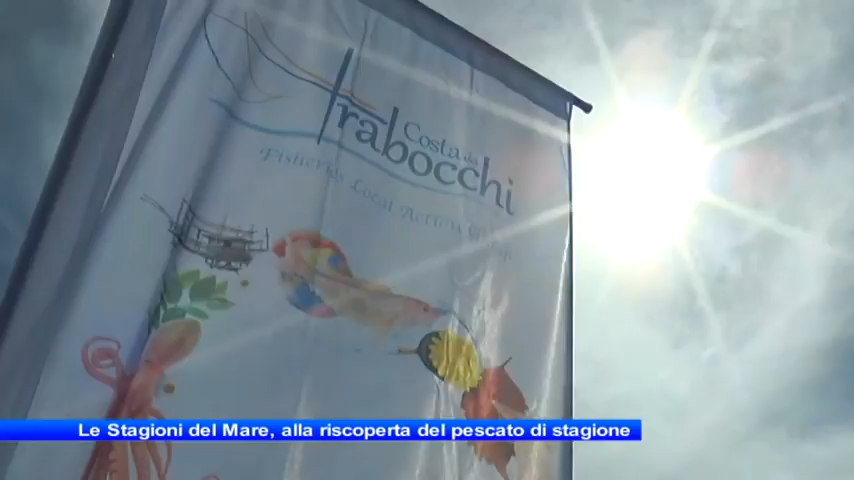 Costa dei
trabocchi
Fisheries Local Action Group
Le Stagioni del Mare, alla riscoperta del pescato di stagione